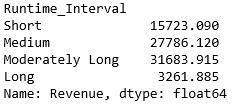 Runtime_Interval
Short 15723.090
Medium 27786.120
Moderately Long 31683.915
Long 3261.885
Name: Revenue, dtype: float64